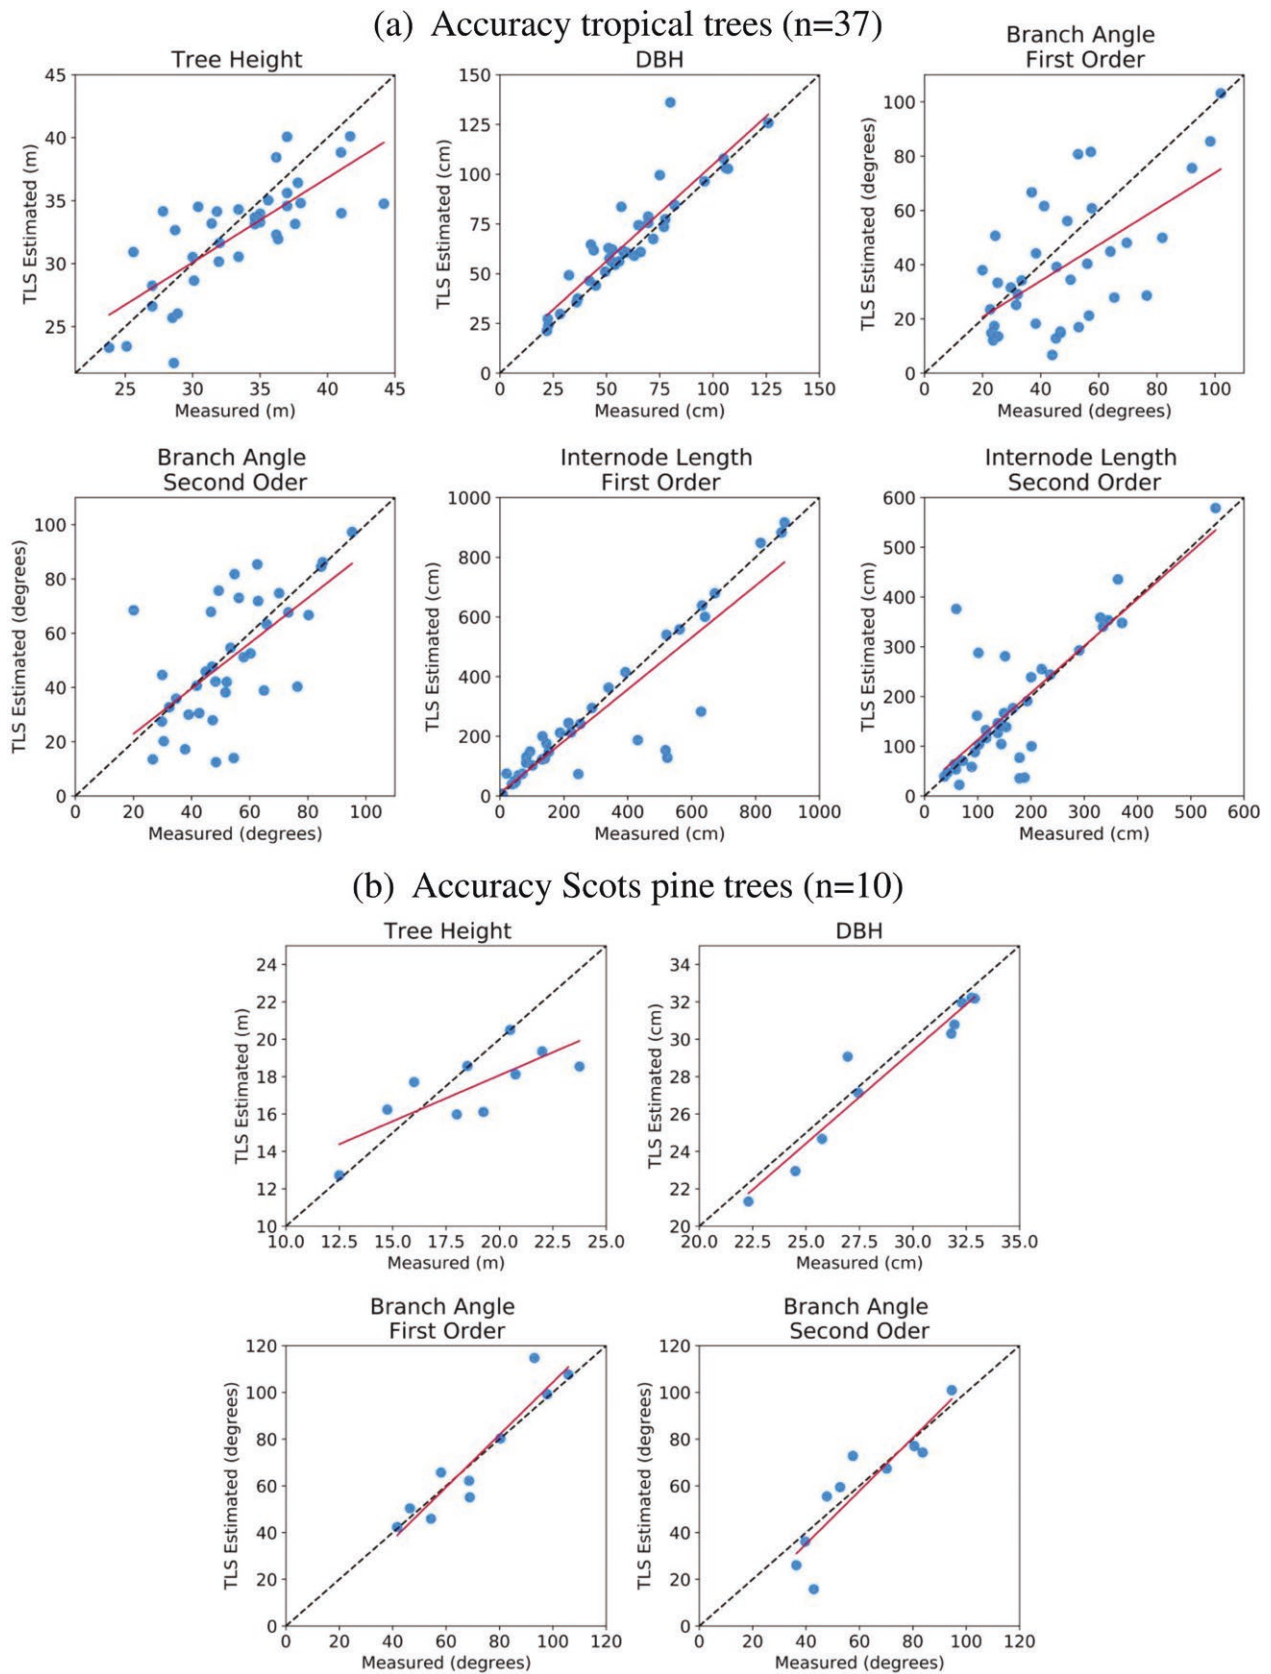 (a) Accuracy tropical trees (n=37)
Tree Height
DBH
Branch Angle
First Order
45
40
35
30
25
TLS Estimated (m)
25 30 35 40 45
Measured (m)
150
125
100
75
50
25
0
TLS Estimated (cm)
0 25 50 75 100 125 150
Measured (cm)
100
80
60
40
20
0
TLS Estimated (degrees)
0 20 40 60 80 100
Measured (degrees)
Branch Angle
Second Oder
Internode Length
First Order
Internode Length
Second Order
100
80
60
40
20
0
TLS Estimated (degrees)
0 20 40 60 80 100
Measured (degrees)
1000
800
600
400
200
0
TLS Estimated (cm)
0 200 400 600 800 1000
Measured (cm)
600
500
400
300
200
100
0
TLS Estimated (cm)
0 100 200 300 400 500 600
Measured (cm)
(b) Accuracy Scots pine trees (n=10)
Tree Height
DBH
24
22
20
18
16
14
12
10
TLS Estimated (m)
10.0 12.5 15.0 17.5 20.0 22.5 25.0
Measured (m)
34
32
30
28
26
24
22
20
TLS Estimated (cm)
20.0 22.5 25.0 27.5 30.0 32.5 35.0
Measured (cm)
Branch Angle
First Order
Branch Angle
Second Oder
120
100
80
60
40
20
0
TLS Estimated (degrees)
0 20 40 60 80 100 120
Measured (degrees)
120
100
80
60
40
20
0
TLS Estimated (degrees)
0 20 40 60 80 100 120
Measured (degrees)